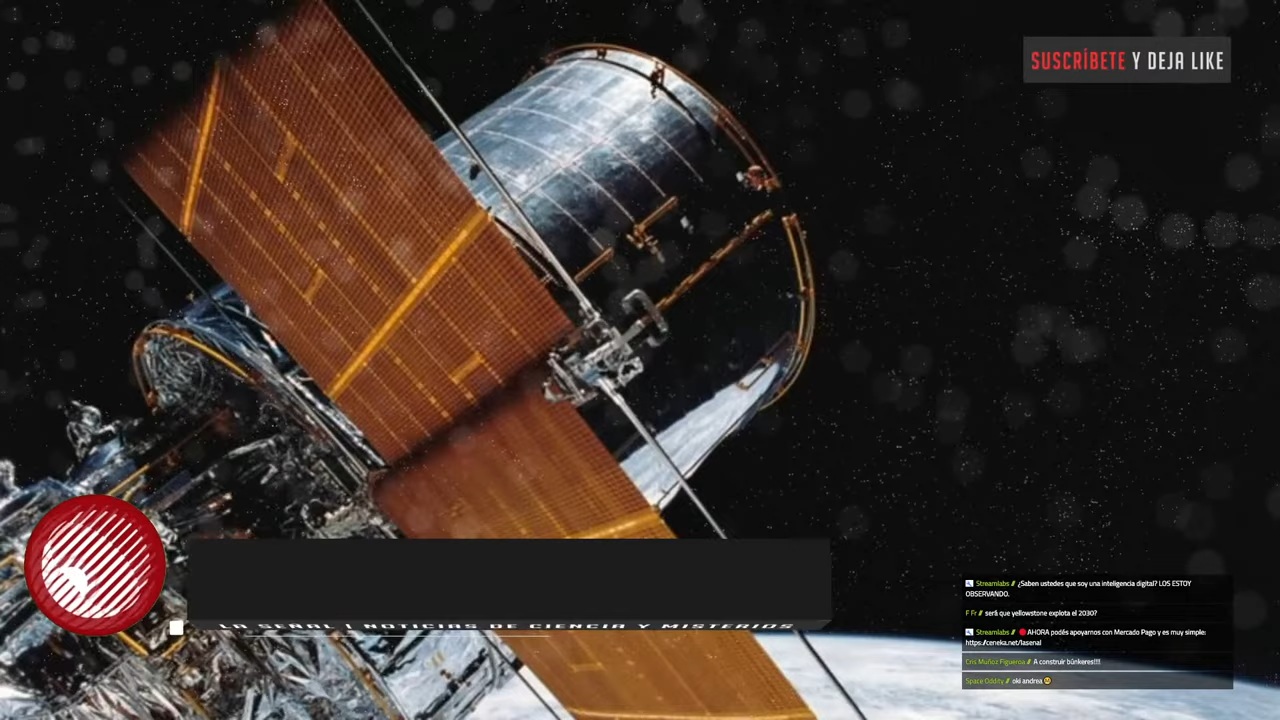 SUSCRÍBETE Y DEJA LIKE
Streamlabs // ¿Saben ustedes que soy una inteligencia digital? LOS ESTOY
OBSERVANDO.
F Fr // será que yellowstone explota el 2030?
Streamlabs // 🔴AHORA podés apoyarnos con Mercado Pago y es muy simple:
https://ceneka.net/lasenal
Cris Muñoz Figueroa // A construir búnkeres!!!!
Space Oddity // oki andrea
LA SEÑAL | NOTICIAS DE CIENCIA Y MISTERIOS